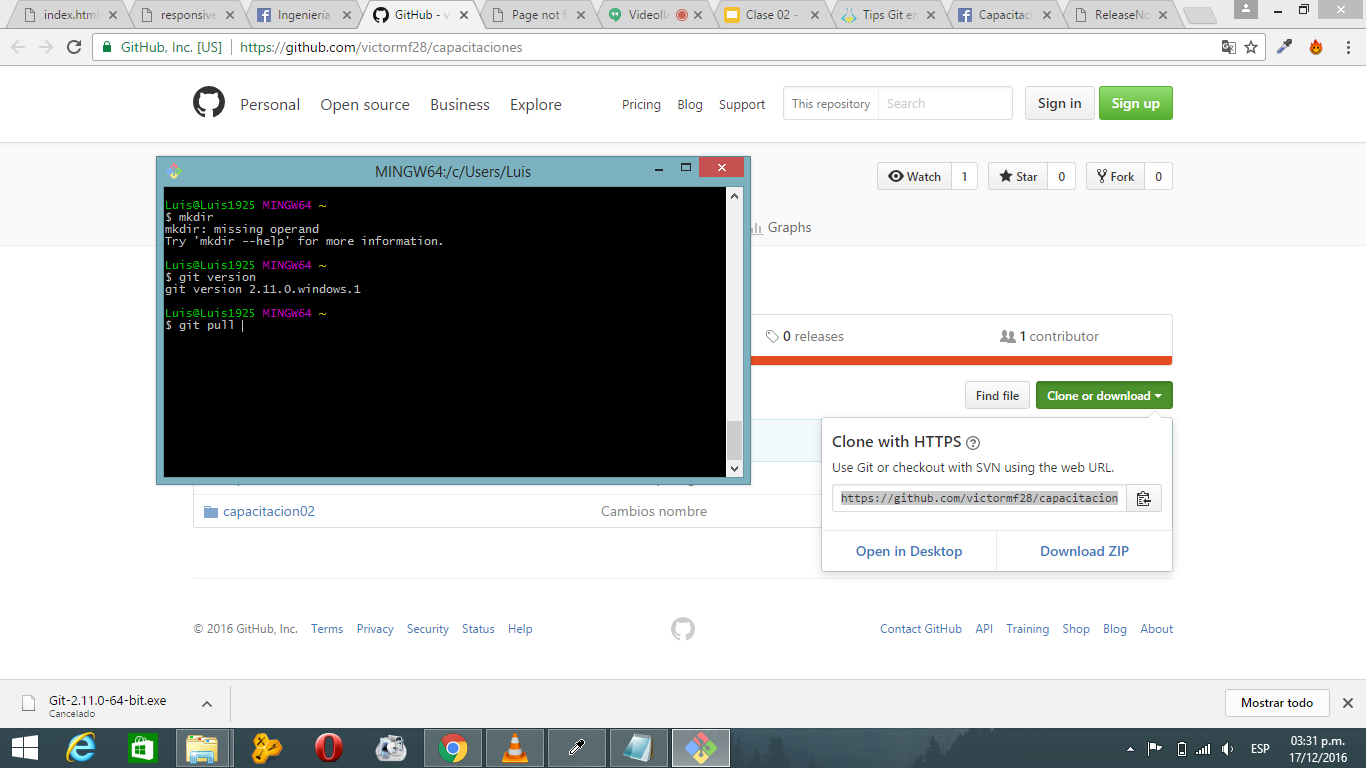 index.html
responsive
Ingeniería
GitHub - v
Page not f
Videolla
Clase 02 -
Tips Git en
Capacitaci
ReleaseNo
GitHub, Inc. [US] https://github.com/victormf28/capacitaciones
Personal Open source Business Explore Pricing Blog Support This repository Search Sign in Sign up
MINGW64:/c/Users/Luis
Watch 1 Star 0 Fork 0
Graphs
Luis@Luis1925 MINGW64 ~
$ mkdir
mkdir: missing operand
Try 'mkdir --help' for more information.
Luis@Luis1925 MINGW64 ~
$ git version
git version 2.11.0.windows.1
Luis@Luis1925 MINGW64 ~
$ git pull
0 releases 1 contributor
Find file Clone or download
Clone with HTTPS
Use Git or checkout with SVN using the web URL.
https://github.com/victormf28/capacitacion
Open in Desktop Download ZIP
capacitacion02 Cambios nombre
© 2016 GitHub, Inc. Terms Privacy Security Status Help Contact GitHub API Training Shop Blog About
Git-2.11.0-64-bit.exe
Cancelado
Mostrar todo
ESP
03:31 p.m.
17/12/2016